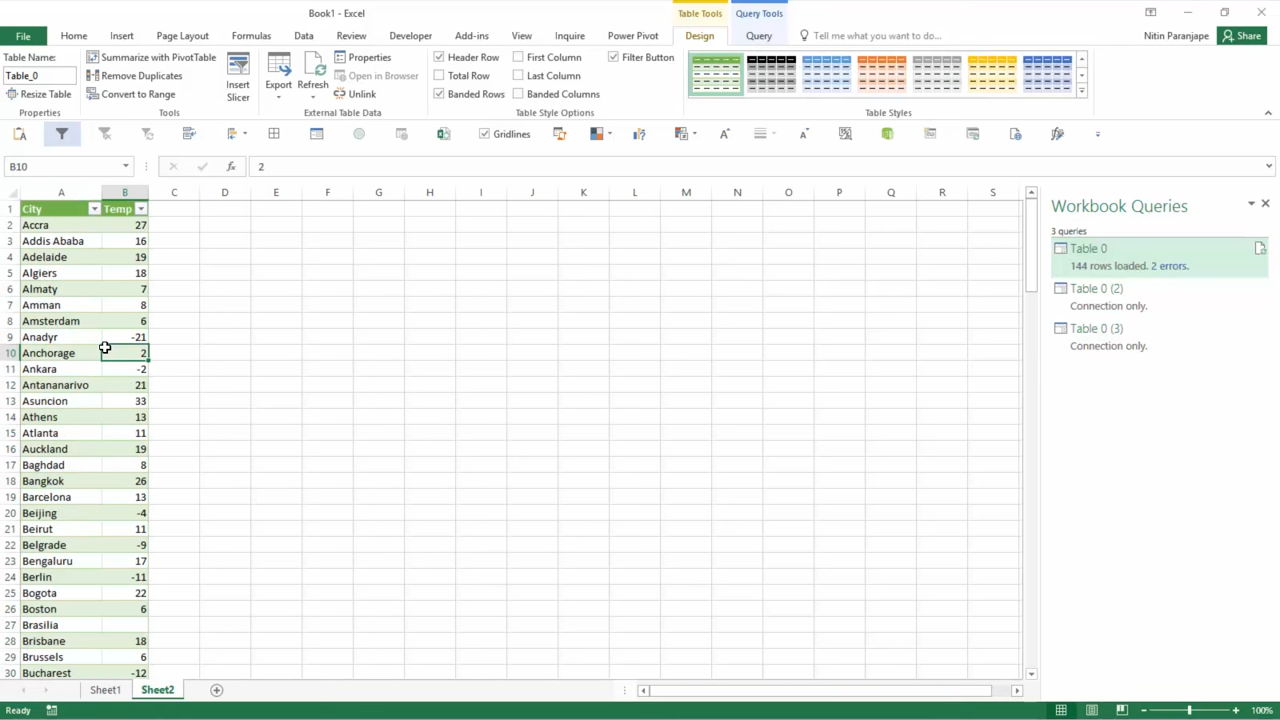 Book1 - Excel
Table Tools
Query Tools
File
Home
Insert
Page Layout
Formulas
Data
Review
View
Developer
Add-ins
Inquire
Power Pivot
Design
Query
Tell me what you want to do...
Nitin Paranjape
Share
Table Name:
Table_0
Resize Table
Properties
Summarize with PivotTable
Remove Duplicates
Convert to Range
Tools
Insert Slicer
Export
Refresh
Properties
Open in Browser
Unlink
External Table Data
Header Row
Total Row
Banded Rows
First Column
Last Column
Banded Columns
Filter Button
Table Style Options
Table Styles
Gridlines
B10
fx
2
A B C D E F G H I J K L M N O P Q R S
1 City Temp
2 Accra 27
3 Addis Ababa 16
4 Adelaide 19
5 Algiers 18
6 Almaty 7
7 Amman 8
8 Amsterdam 6
9 Anadyr -21
10 Anchorage 2
11 Ankara -2
12 Antananarivo 21
13 Asuncion 33
14 Athens 13
15 Atlanta 11
16 Auckland 19
17 Baghdad 8
18 Bangkok 26
19 Barcelona 13
20 Beijing -4
21 Beirut 11
22 Belgrade -9
23 Bengaluru 17
24 Berlin -11
25 Bogota 22
26 Boston 6
27 Brasilia
28 Brisbane 18
29 Brussels 6
30 Bucharest -12
Workbook Queries
3 queries
Table 0
144 rows loaded. 2 errors.
Table 0 (2)
Connection only.
Table 0 (3)
Connection only.
Sheet1
Sheet2
Ready
100%